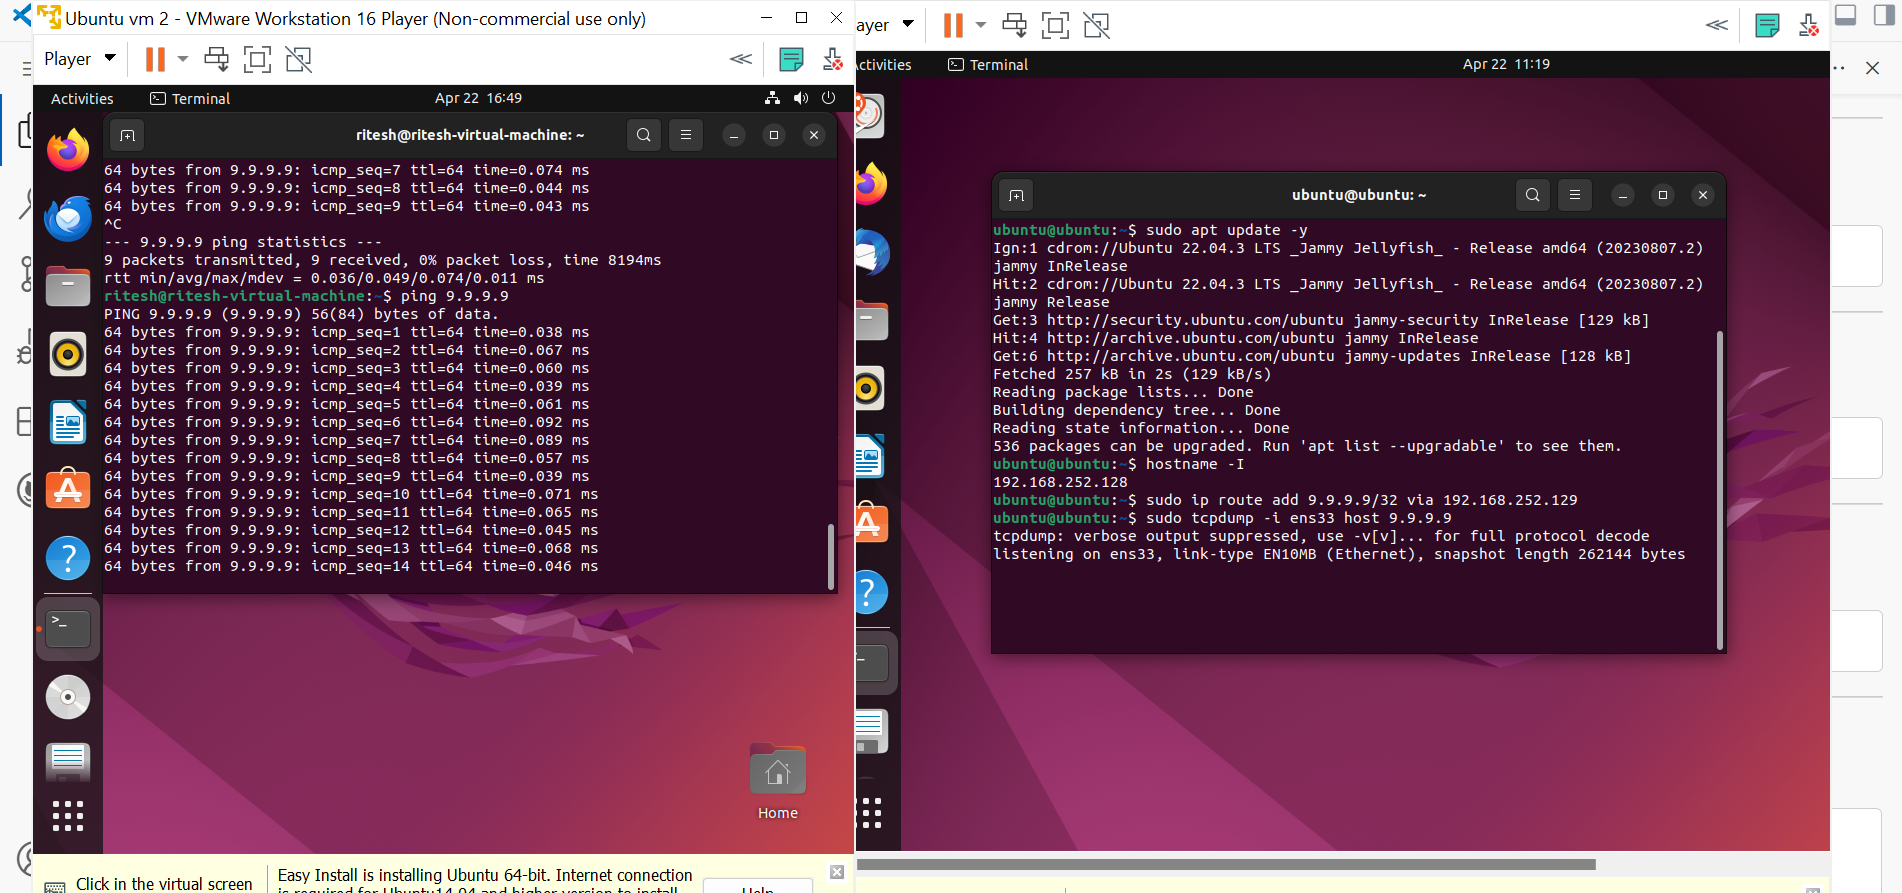 Ubuntu vm 2 - VMware Workstation 16 Player (Non-commercial use only)
Player
Activities
Terminal
Apr 22 16:49
ritesh@ritesh-virtual-machine: ~
64 bytes from 9.9.9.9: icmp_seq=7 ttl=64 time=0.074 ms
64 bytes from 9.9.9.9: icmp_seq=8 ttl=64 time=0.044 ms
64 bytes from 9.9.9.9: icmp_seq=9 ttl=64 time=0.043 ms
^C
--- 9.9.9.9 ping statistics ---
9 packets transmitted, 9 received, 0% packet loss, time 8194ms
rtt min/avg/max/mdev = 0.036/0.049/0.074/0.011 ms
ritesh@ritesh-virtual-machine:~$ ping 9.9.9.9
PING 9.9.9.9 (9.9.9.9) 56(84) bytes of data.
64 bytes from 9.9.9.9: icmp_seq=1 ttl=64 time=0.038 ms
64 bytes from 9.9.9.9: icmp_seq=2 ttl=64 time=0.067 ms
64 bytes from 9.9.9.9: icmp_seq=3 ttl=64 time=0.060 ms
64 bytes from 9.9.9.9: icmp_seq=4 ttl=64 time=0.039 ms
64 bytes from 9.9.9.9: icmp_seq=5 ttl=64 time=0.061 ms
64 bytes from 9.9.9.9: icmp_seq=6 ttl=64 time=0.092 ms
64 bytes from 9.9.9.9: icmp_seq=7 ttl=64 time=0.089 ms
64 bytes from 9.9.9.9: icmp_seq=8 ttl=64 time=0.057 ms
64 bytes from 9.9.9.9: icmp_seq=9 ttl=64 time=0.039 ms
64 bytes from 9.9.9.9: icmp_seq=10 ttl=64 time=0.071 ms
64 bytes from 9.9.9.9: icmp_seq=11 ttl=64 time=0.065 ms
64 bytes from 9.9.9.9: icmp_seq=12 ttl=64 time=0.045 ms
64 bytes from 9.9.9.9: icmp_seq=13 ttl=64 time=0.068 ms
64 bytes from 9.9.9.9: icmp_seq=14 ttl=64 time=0.046 ms
Home
Click in the virtual screen
Easy Install is installing Ubuntu 64-bit. Internet connection
is required for Ubuntu14.04 and higher version to install
Help
ayer
ctivities
Terminal
Apr 22 11:19
ubuntu@ubuntu: ~
ubuntu@ubuntu:~$ sudo apt update -y
Ign:1 cdrom://Ubuntu 22.04.3 LTS _Jammy Jellyfish_ - Release amd64 (20230807.2)
jammy InRelease
Hit:2 cdrom://Ubuntu 22.04.3 LTS _Jammy Jellyfish_ - Release amd64 (20230807.2)
jammy Release
Get:3 http://security.ubuntu.com/ubuntu jammy-security InRelease [129 kB]
Hit:4 http://archive.ubuntu.com/ubuntu jammy InRelease
Get:6 http://archive.ubuntu.com/ubuntu jammy-updates InRelease [128 kB]
Fetched 257 kB in 2s (129 kB/s)
Reading package lists... Done
Building dependency tree... Done
Reading state information... Done
536 packages can be upgraded. Run 'apt list --upgradable' to see them.
ubuntu@ubuntu:~$ hostname -I
192.168.252.128
ubuntu@ubuntu:~$ sudo ip route add 9.9.9.9/32 via 192.168.252.129
ubuntu@ubuntu:~$ sudo tcpdump -i ens33 host 9.9.9.9
tcpdump: verbose output suppressed, use -v[v]... for full protocol decode
listening on ens33, link-type EN10MB (Ethernet), snapshot length 262144 bytes